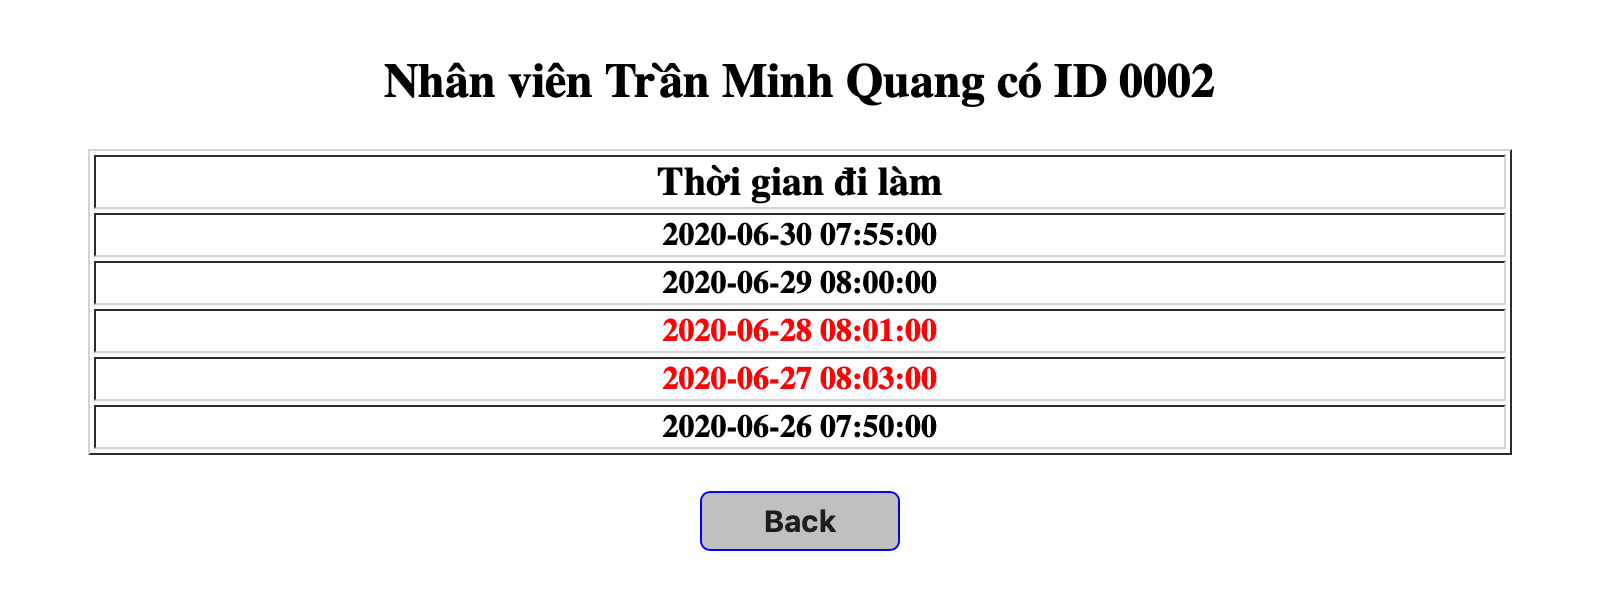 Nhân viên Trần Minh Quang có ID 0002
Thời gian đi làm
2020-06-30 07:55:00
2020-06-29 08:00:00
2020-06-28 08:01:00
2020-06-27 08:03:00
2020-06-26 07:50:00
Back